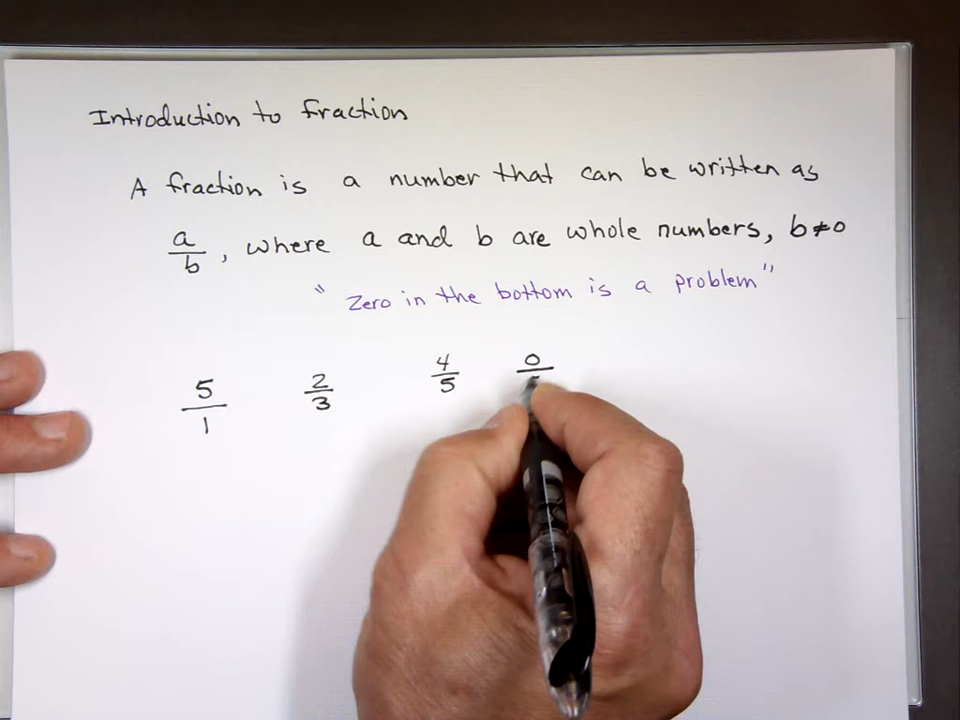 Introduction to fraction
A fraction is a number that can be written as
a/b, where a and b are whole numbers, b≠0
" Zero in the bottom is a problem"
5/1 2/3 4/5 0/